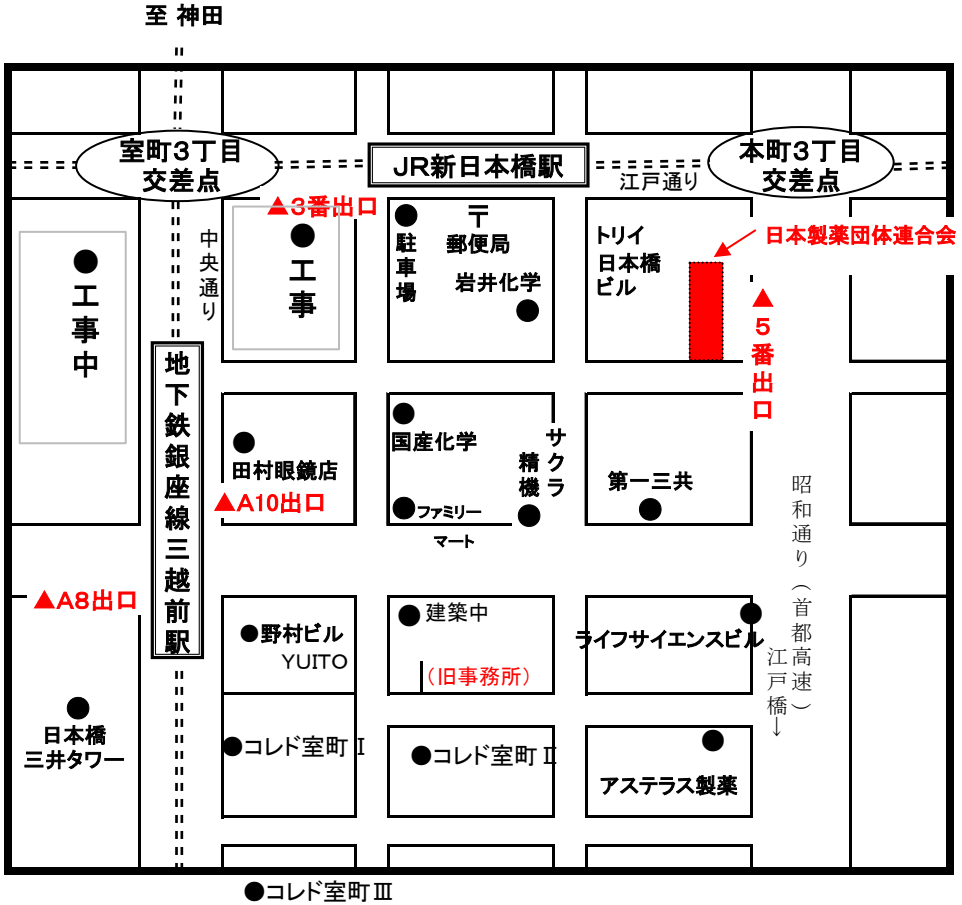 至 神田
室町３丁目
交差点
JR新日本橋駅
江戸通り
本町３丁目
交差点
▲３番出口
中央通り
●
工事中
●
工事
●
駐車場
〒
郵便局
岩井化学
●
トリイ
日本橋
ビル
日本製薬団体連合会
▲５番出口
地下鉄銀座線三越前駅
●
田村眼鏡店
▲A10出口
●
国産化学
●ファミリー
マート
サクラ
精機
●
第一三共
●
昭和通り（首都高速）
江戸橋→
▲A8出口
●野村ビル
YUITO
●建築中
（旧事務所）
●
ライフサイエンスビル
●
日本橋
三井タワー
●コレド室町Ⅰ
●コレド室町Ⅱ
●
アステラス製薬
●コレド室町Ⅲ